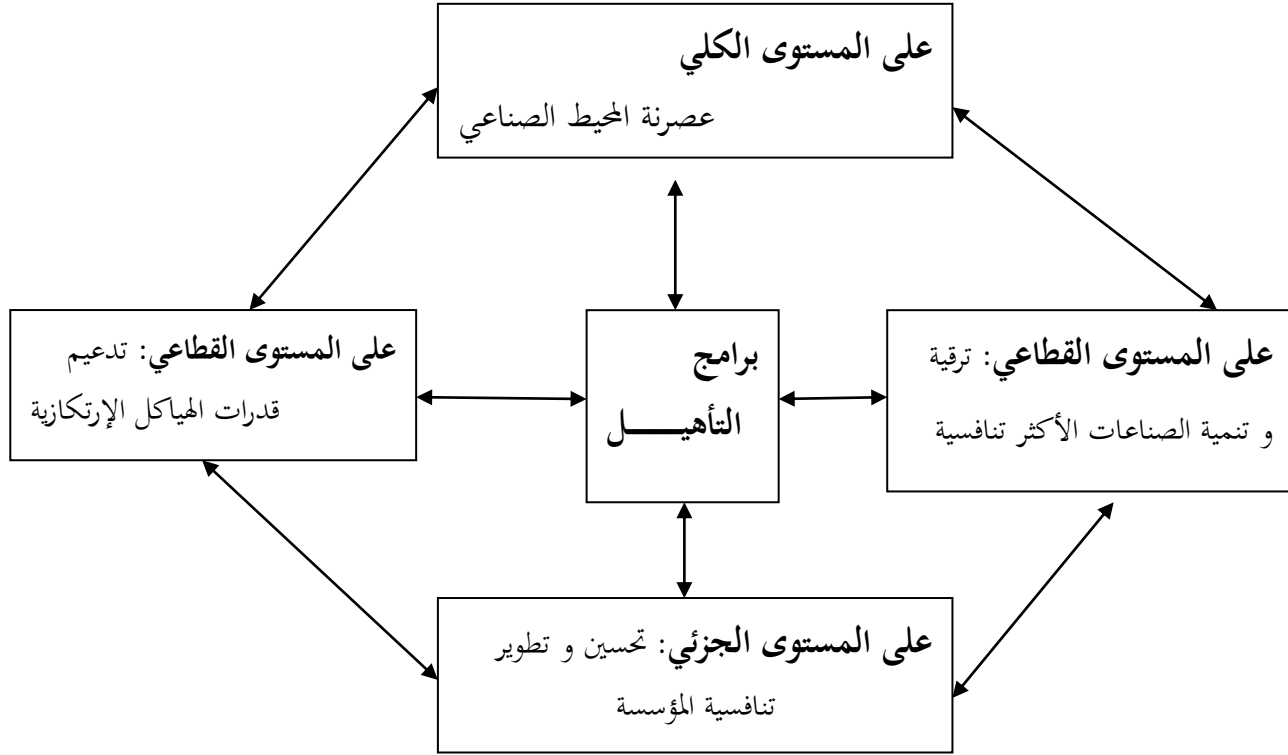 على المستوى الكلي
عصرنة المحيط الصناعي
على المستوى القطاعي: ترقية
و تنمية الصناعات الأكثر تنافسية
برامج
التأهيــــــل
على المستوى القطاعي: تدعيم
قدرات الهياكل الإرتكازية
على المستوى الجزئي: تحسين و تطوير
تنافسية المؤسسة